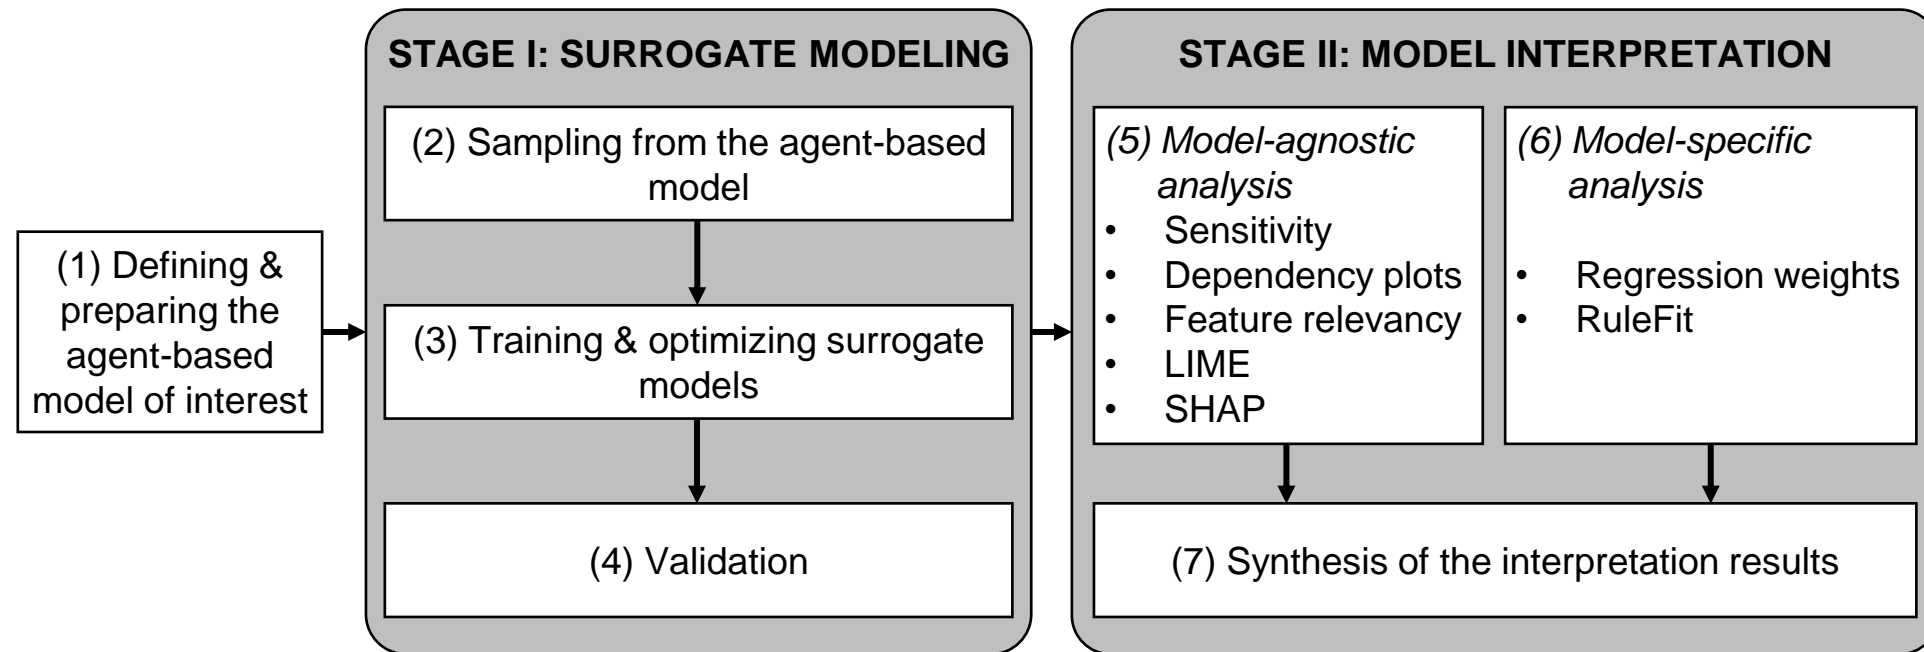 (1) Defining &
preparing the
agent-based
model of interest
STAGE I: SURROGATE MODELING
(2) Sampling from the agent-based
model
(3) Training & optimizing surrogate
models
(4) Validation
STAGE II: MODEL INTERPRETATION
(5) Model-agnostic
analysis
• Sensitivity
• Dependency plots
• Feature relevancy
• LIME
• SHAP
(6) Model-specific
analysis
• Regression weights
• RuleFit
(7) Synthesis of the interpretation results